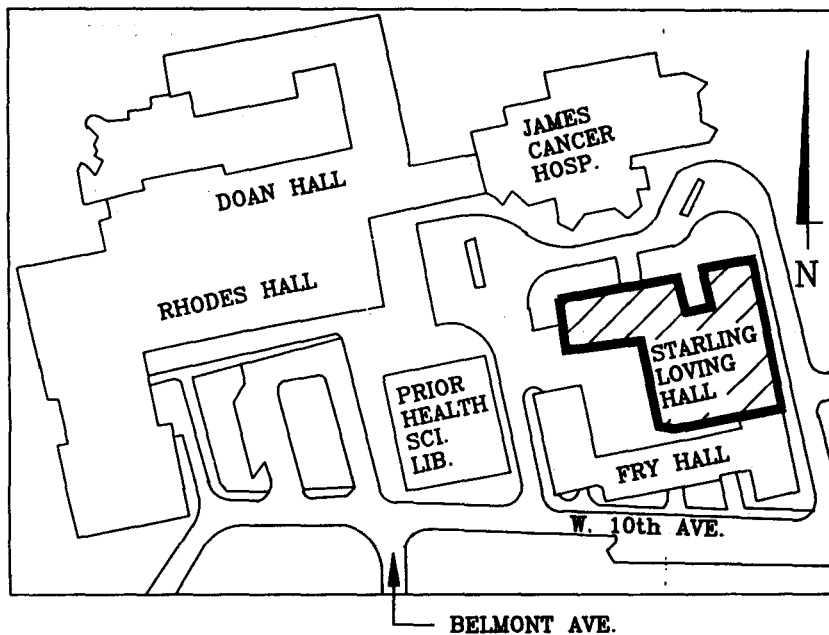 JAMES
CANCER
HOSP.
DOAN HALL
N
RHODES HALL
STARLING
LOVING
HALL
PRIOR
HEALTH
SCI.
LIB.
FRY HALL
W. 10th AVE.
BELMONT AVE.